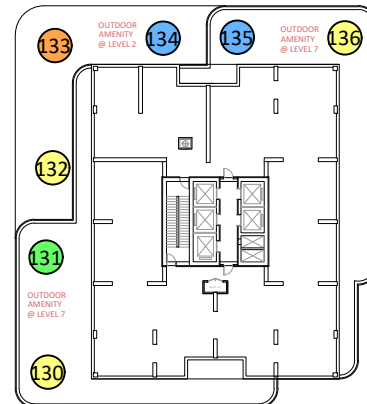 OUTDOOR
AMENITY
@ LEVEL 2
134
135
OUTDOOR
AMENITY
@ LEVEL 7
136
133
132
131
OUTDOOR
AMENITY
@ LEVEL 7
130